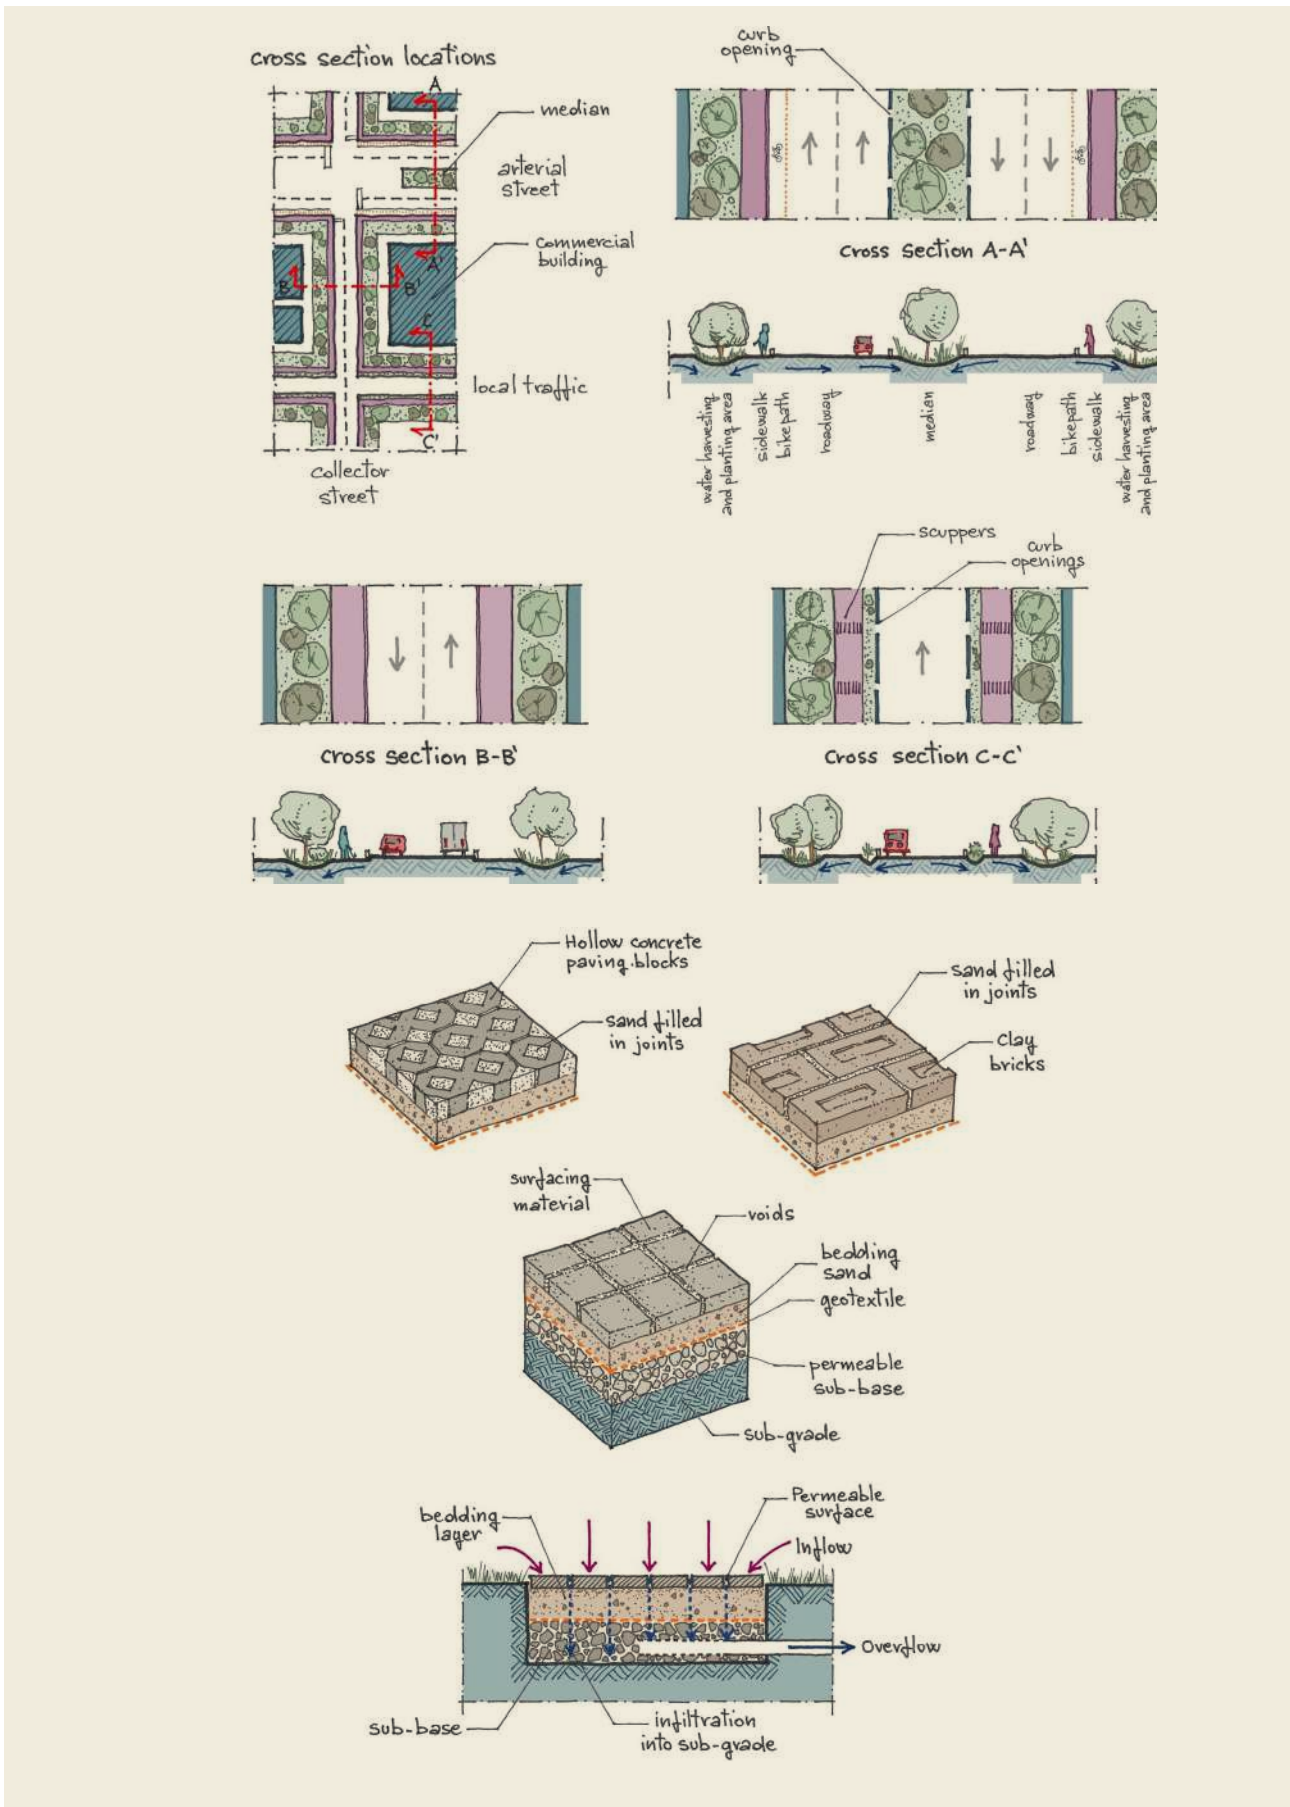 cross section locations
A
median
arterial
street
commercial
building
A'
B
B'
C
local traffic
C'
collector
street
curb
opening
cross section A-A'
water harvesting
and planting area
sidewalk
bikepath
roadway
median
roadway
bikepath
sidewalk
water harvesting
and planting area
cross section B-B'
scuppers
curb
openings
cross section C-C'
Hollow concrete
paving blocks
sand filled
in joints
sand filled
in joints
clay
bricks
surfacing
material
voids
bedding
sand
geotextile
permeable
sub-base
sub-grade
bedding
layer
Permeable
surface
Inflow
Overflow
sub-base
infiltration
into sub-grade